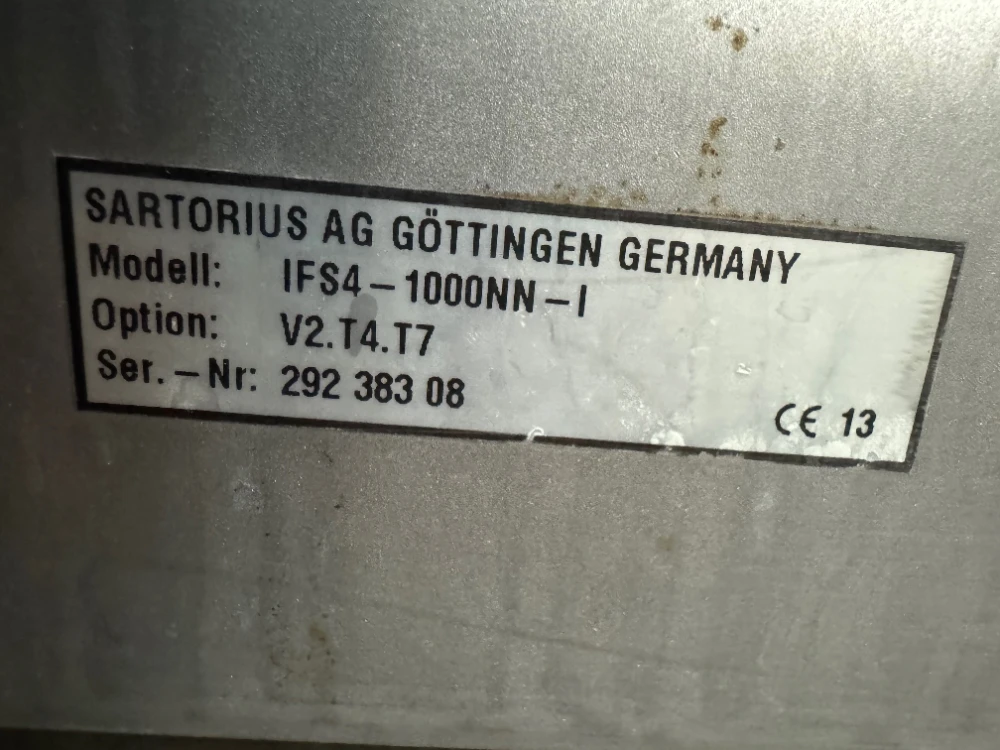 SARTORIUS AG GÖTTINGEN GERMANY
Modell: IFS4-1000NN-I
Option: V2.T4.T7
Ser.-Nr: 292 383 08
CE 13